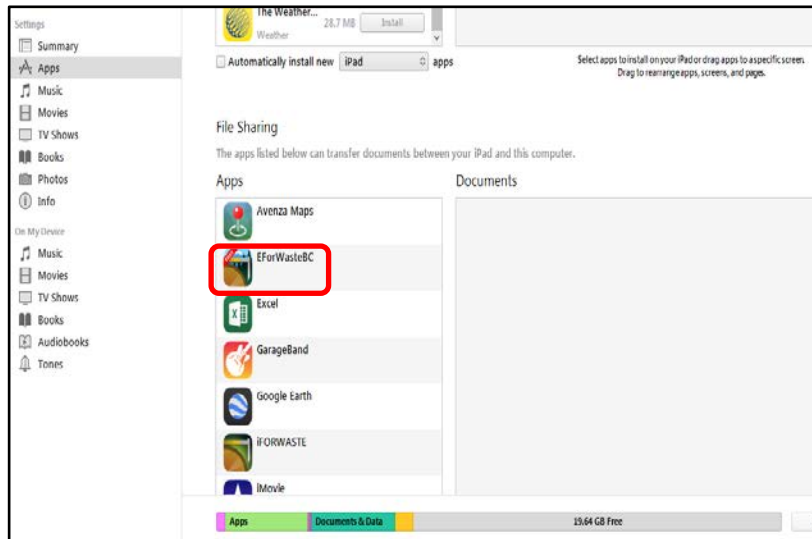 Settings
Summary
Apps
Music
Movies
TV Shows
Books
Photos
Info
On My Device
Music
Movies
TV Shows
Books
Audiobooks
Tones
The Weather...
28.7 MB
Install
Weather
Automatically install new
iPad
apps
Select apps to install on your iPad or drag apps to a specific screen.
Drag to rearrange apps, screens, and pages.
File Sharing
The apps listed below can transfer documents between your iPad and this computer.
Apps
Documents
Avenza Maps
EForWasteBC
Excel
GarageBand
Google Earth
iFORWASTE
iMovie
Apps
Documents & Data
19.64 GB Free